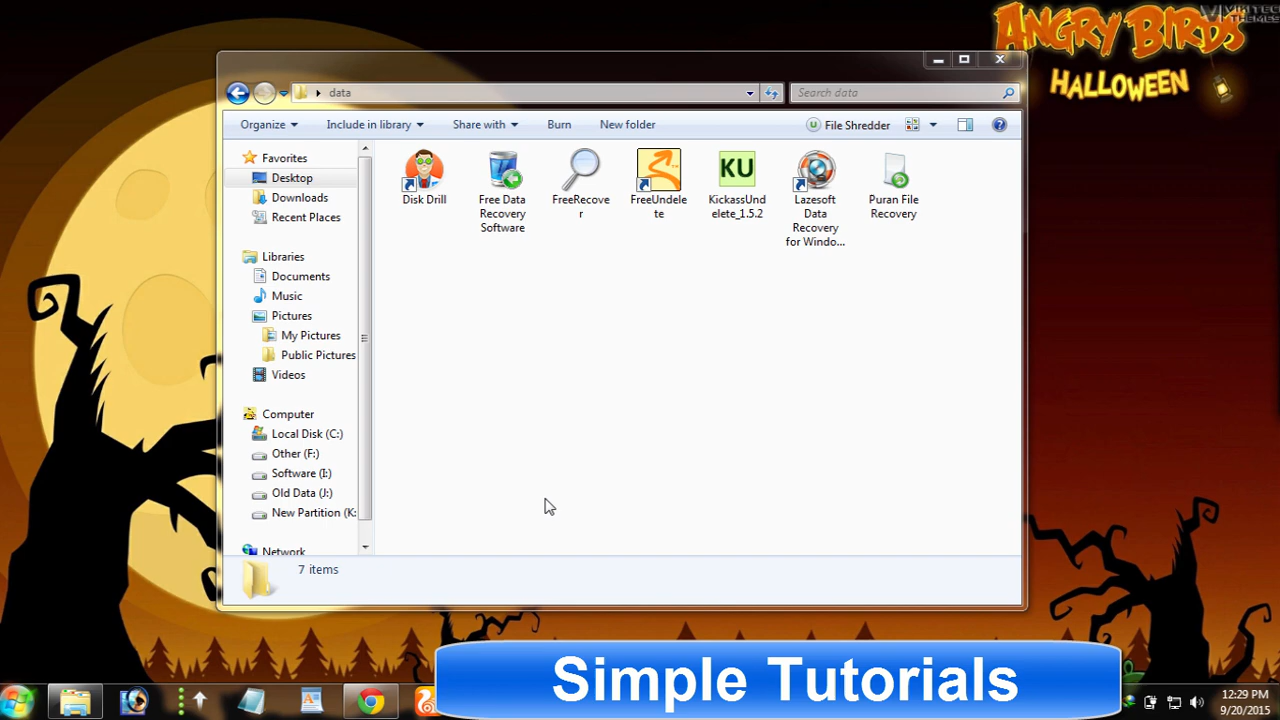 VIKITECH
THEMES
ANGRY BIRDS
HALLOWEEN
data
Search data
Organize
Include in library
Share with
Burn
New folder
File Shredder
Favorites
Desktop
Downloads
Recent Places
Libraries
Documents
Music
Pictures
My Pictures
Public Pictures
Videos
Computer
Local Disk (C:)
Other (F:)
Software (I:)
Old Data (J:)
New Partition (K:
Network
Disk Drill
Free Data
Recovery
Software
FreeRecove
r
FreeUndele
te
KU
KickassUnd
elete_1.5.2
Lazesoft
Data
Recovery
for Windo...
Puran File
Recovery
7 items
Simple Tutorials
12:29 PM
9/20/2015